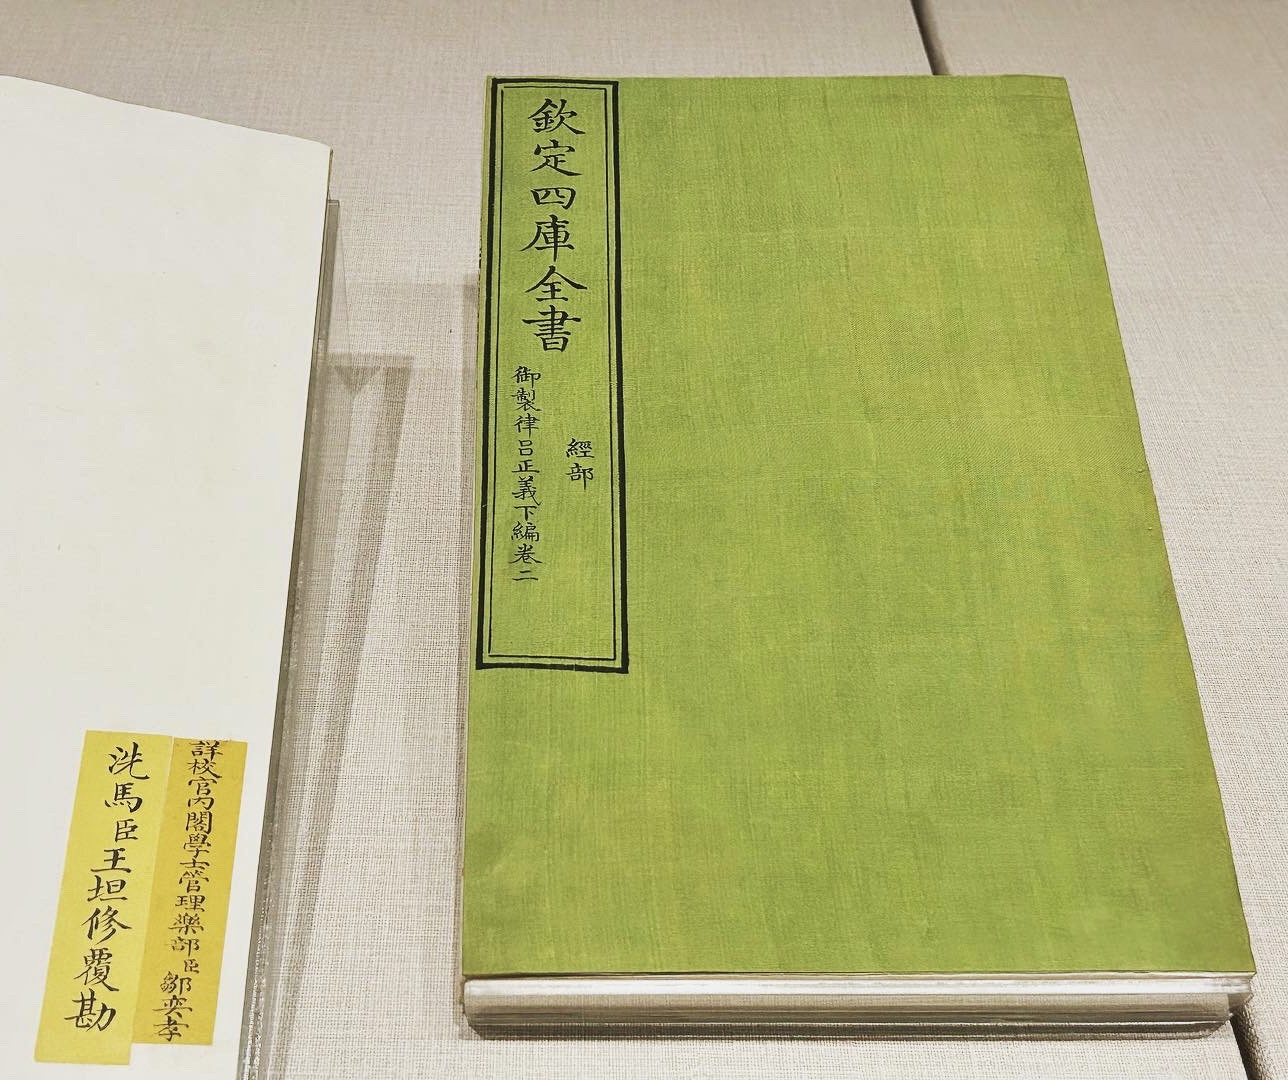 欽定四庫全書
經部
御製律呂正義下編卷二
詳校官內閣學士管理樂部臣鄒奕孝
洗馬臣王坦修覆勘